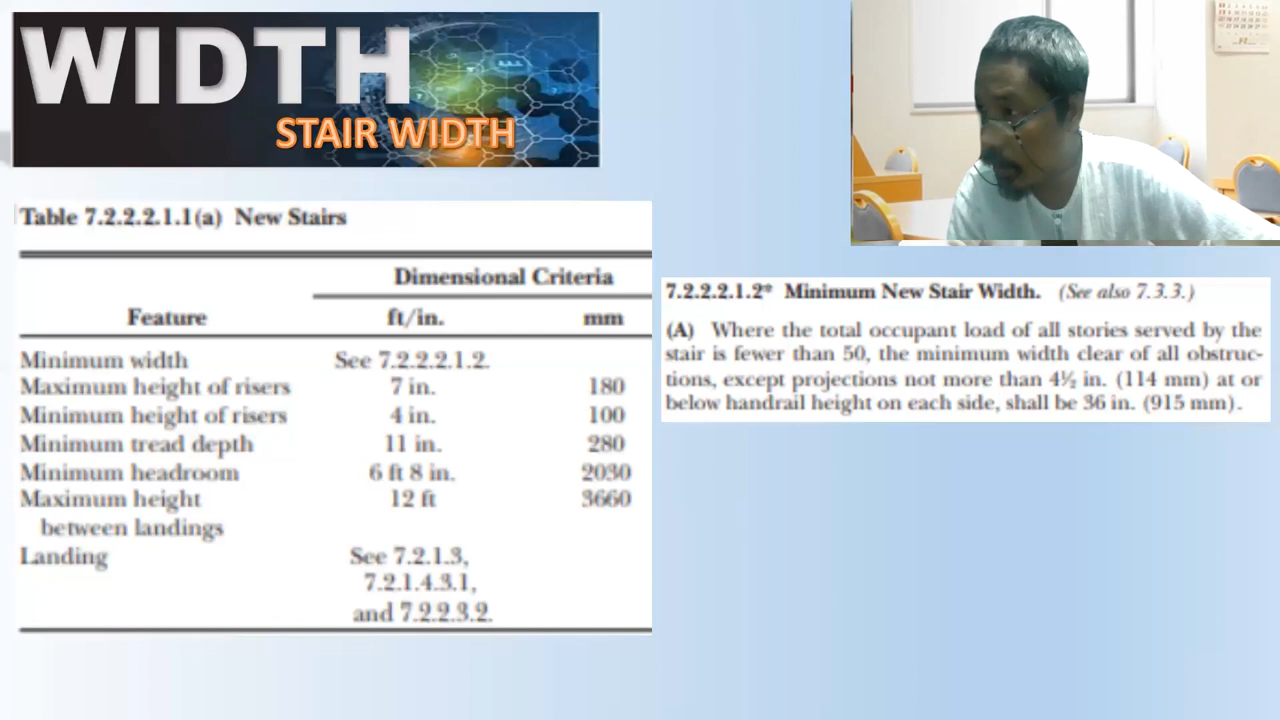 WIDTH
STAIR WIDTH
Table 7.2.2.2.1.1(a) New Stairs
Dimensional Criteria
Feature ft/in. mm
Minimum width See 7.2.2.2.1.2.
Maximum height of risers 7 in. 180
Minimum height of risers 4 in. 100
Minimum tread depth 11 in. 280
Minimum headroom 6 ft 8 in. 2030
Maximum height 12 ft 3660
between landings
Landing See 7.2.1.3,
7.2.1.4.3.1,
and 7.2.2.3.2.
7.2.2.2.1.2* Minimum New Stair Width. (See also 7.3.3.)
(A) Where the total occupant load of all stories served by the
stair is fewer than 50, the minimum width clear of all obstruc-
tions, except projections not more than 4½ in. (114 mm) at or
below handrail height on each side, shall be 36 in. (915 mm).